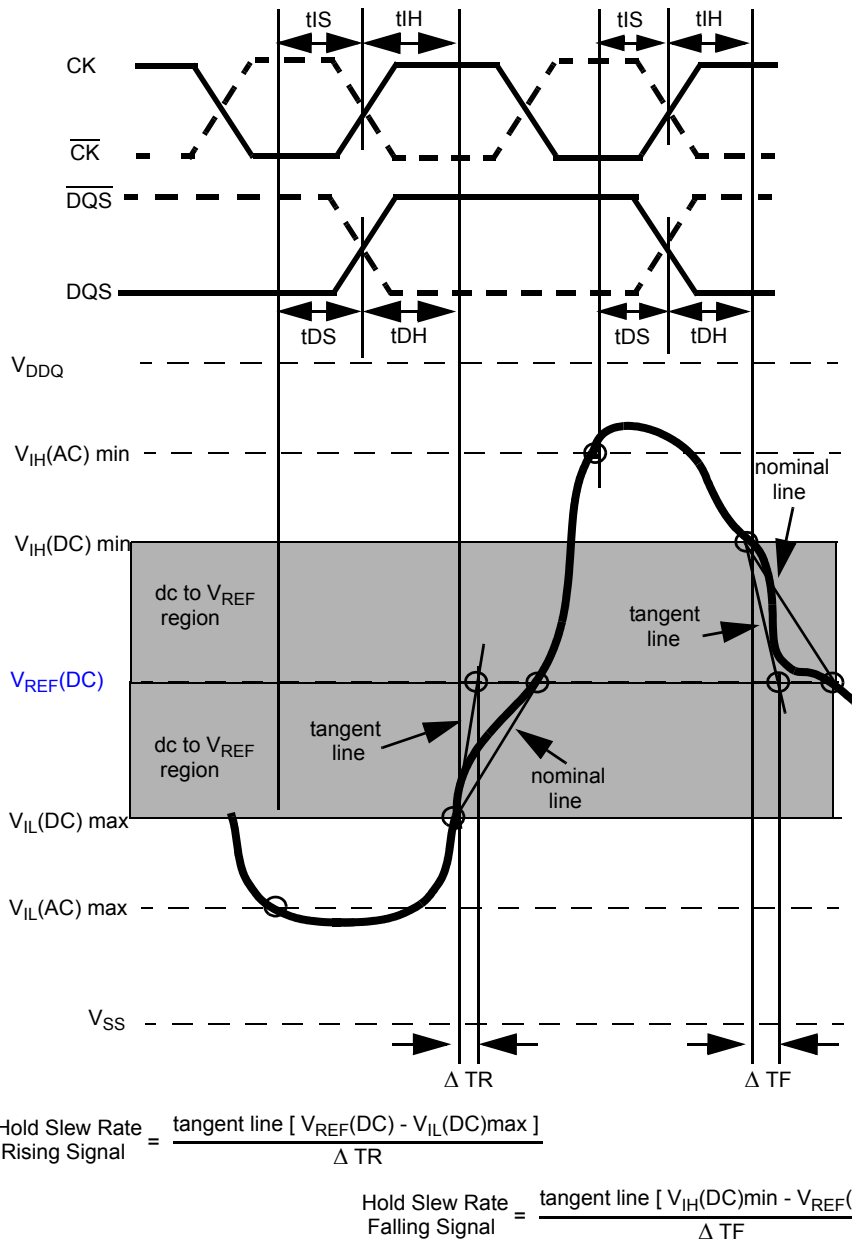 tIS tIH tIS tIH
CK
CK
DQS
DQS
tDS tDH tDS tDH
VDDQ
VIH(AC) min
nominal
line
VIH(DC) min
dc to VREF
region
tangent
line
VREF(DC)
tangent
line
dc to VREF
region
nominal
line
VIL(DC) max
VIL(AC) max
VSS
Δ TR Δ TF
Hold Slew Rate
Rising Signal = tangent line [ VREF(DC) - VIL(DC)max ]
Δ TR
Hold Slew Rate
Falling Signal = tangent line [ VIH(DC)min - VREF(
Δ TF